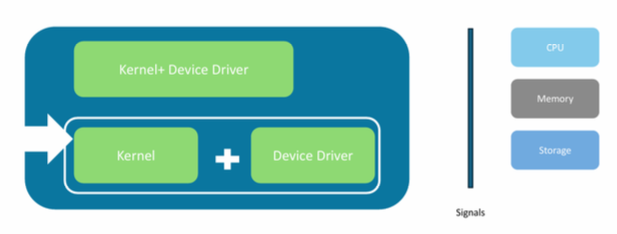 Kernel+ Device Driver
Kernel
Device Driver
CPU
Memory
Storage
Signals